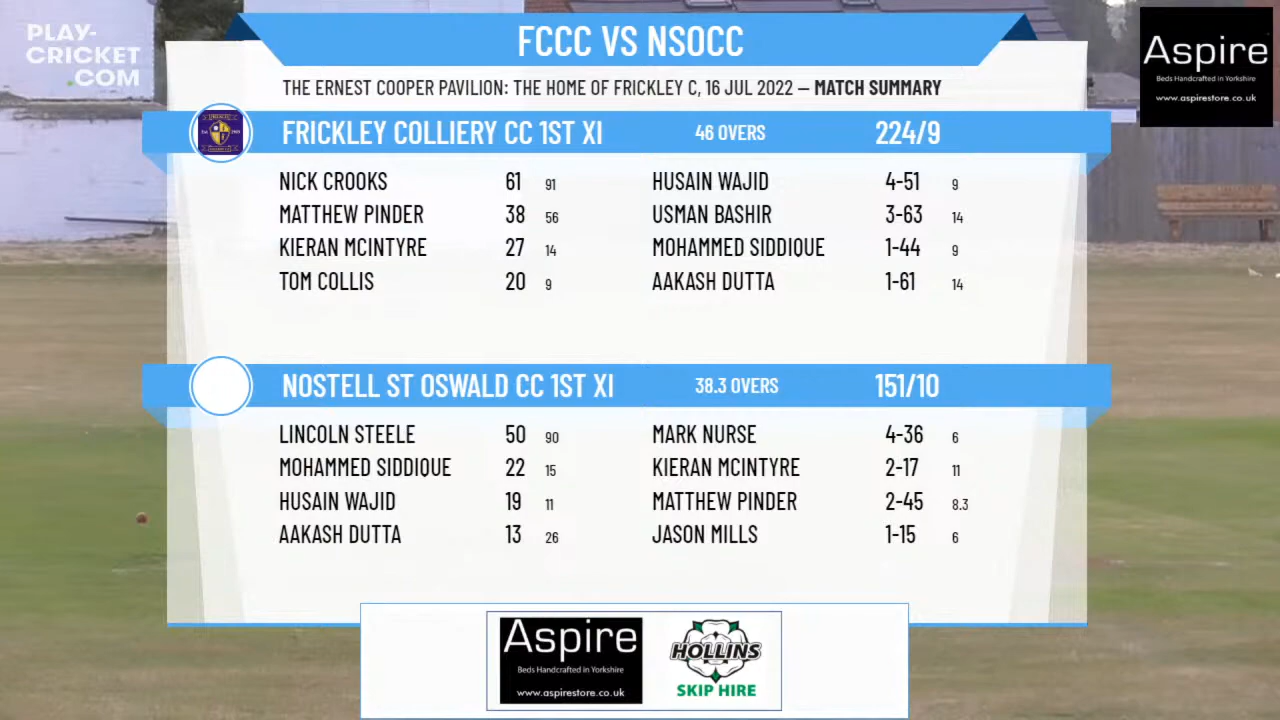 PLAY-
CRICKET
.COM
FCCC VS NSOCC
Aspire
Beds Handcrafted in Yorkshire
www.aspirestore.co.uk
THE ERNEST COOPER PAVILION: THE HOME OF FRICKLEY C, 16 JUL 2022 – MATCH SUMMARY
FRICKLEY COLLIERY CC 1ST XI 46 OVERS 224/9
NICK CROOKS 61 91 HUSAIN WAJID 4-51 9
MATTHEW PINDER 38 56 USMAN BASHIR 3-63 14
KIERAN MCINTYRE 27 14 MOHAMMED SIDDIQUE 1-44 9
TOM COLLIS 20 9 AAKASH DUTTA 1-61 14
NOSTELL ST OSWALD CC 1ST XI 38.3 OVERS 151/10
LINCOLN STEELE 50 90 MARK NURSE 4-36 6
MOHAMMED SIDDIQUE 22 15 KIERAN MCINTYRE 2-17 11
HUSAIN WAJID 19 11 MATTHEW PINDER 2-45 8.3
AAKASH DUTTA 13 26 JASON MILLS 1-15 6
Aspire
Beds Handcrafted in Yorkshire
www.aspirestore.co.uk
HOLLINS
SKIP HIRE